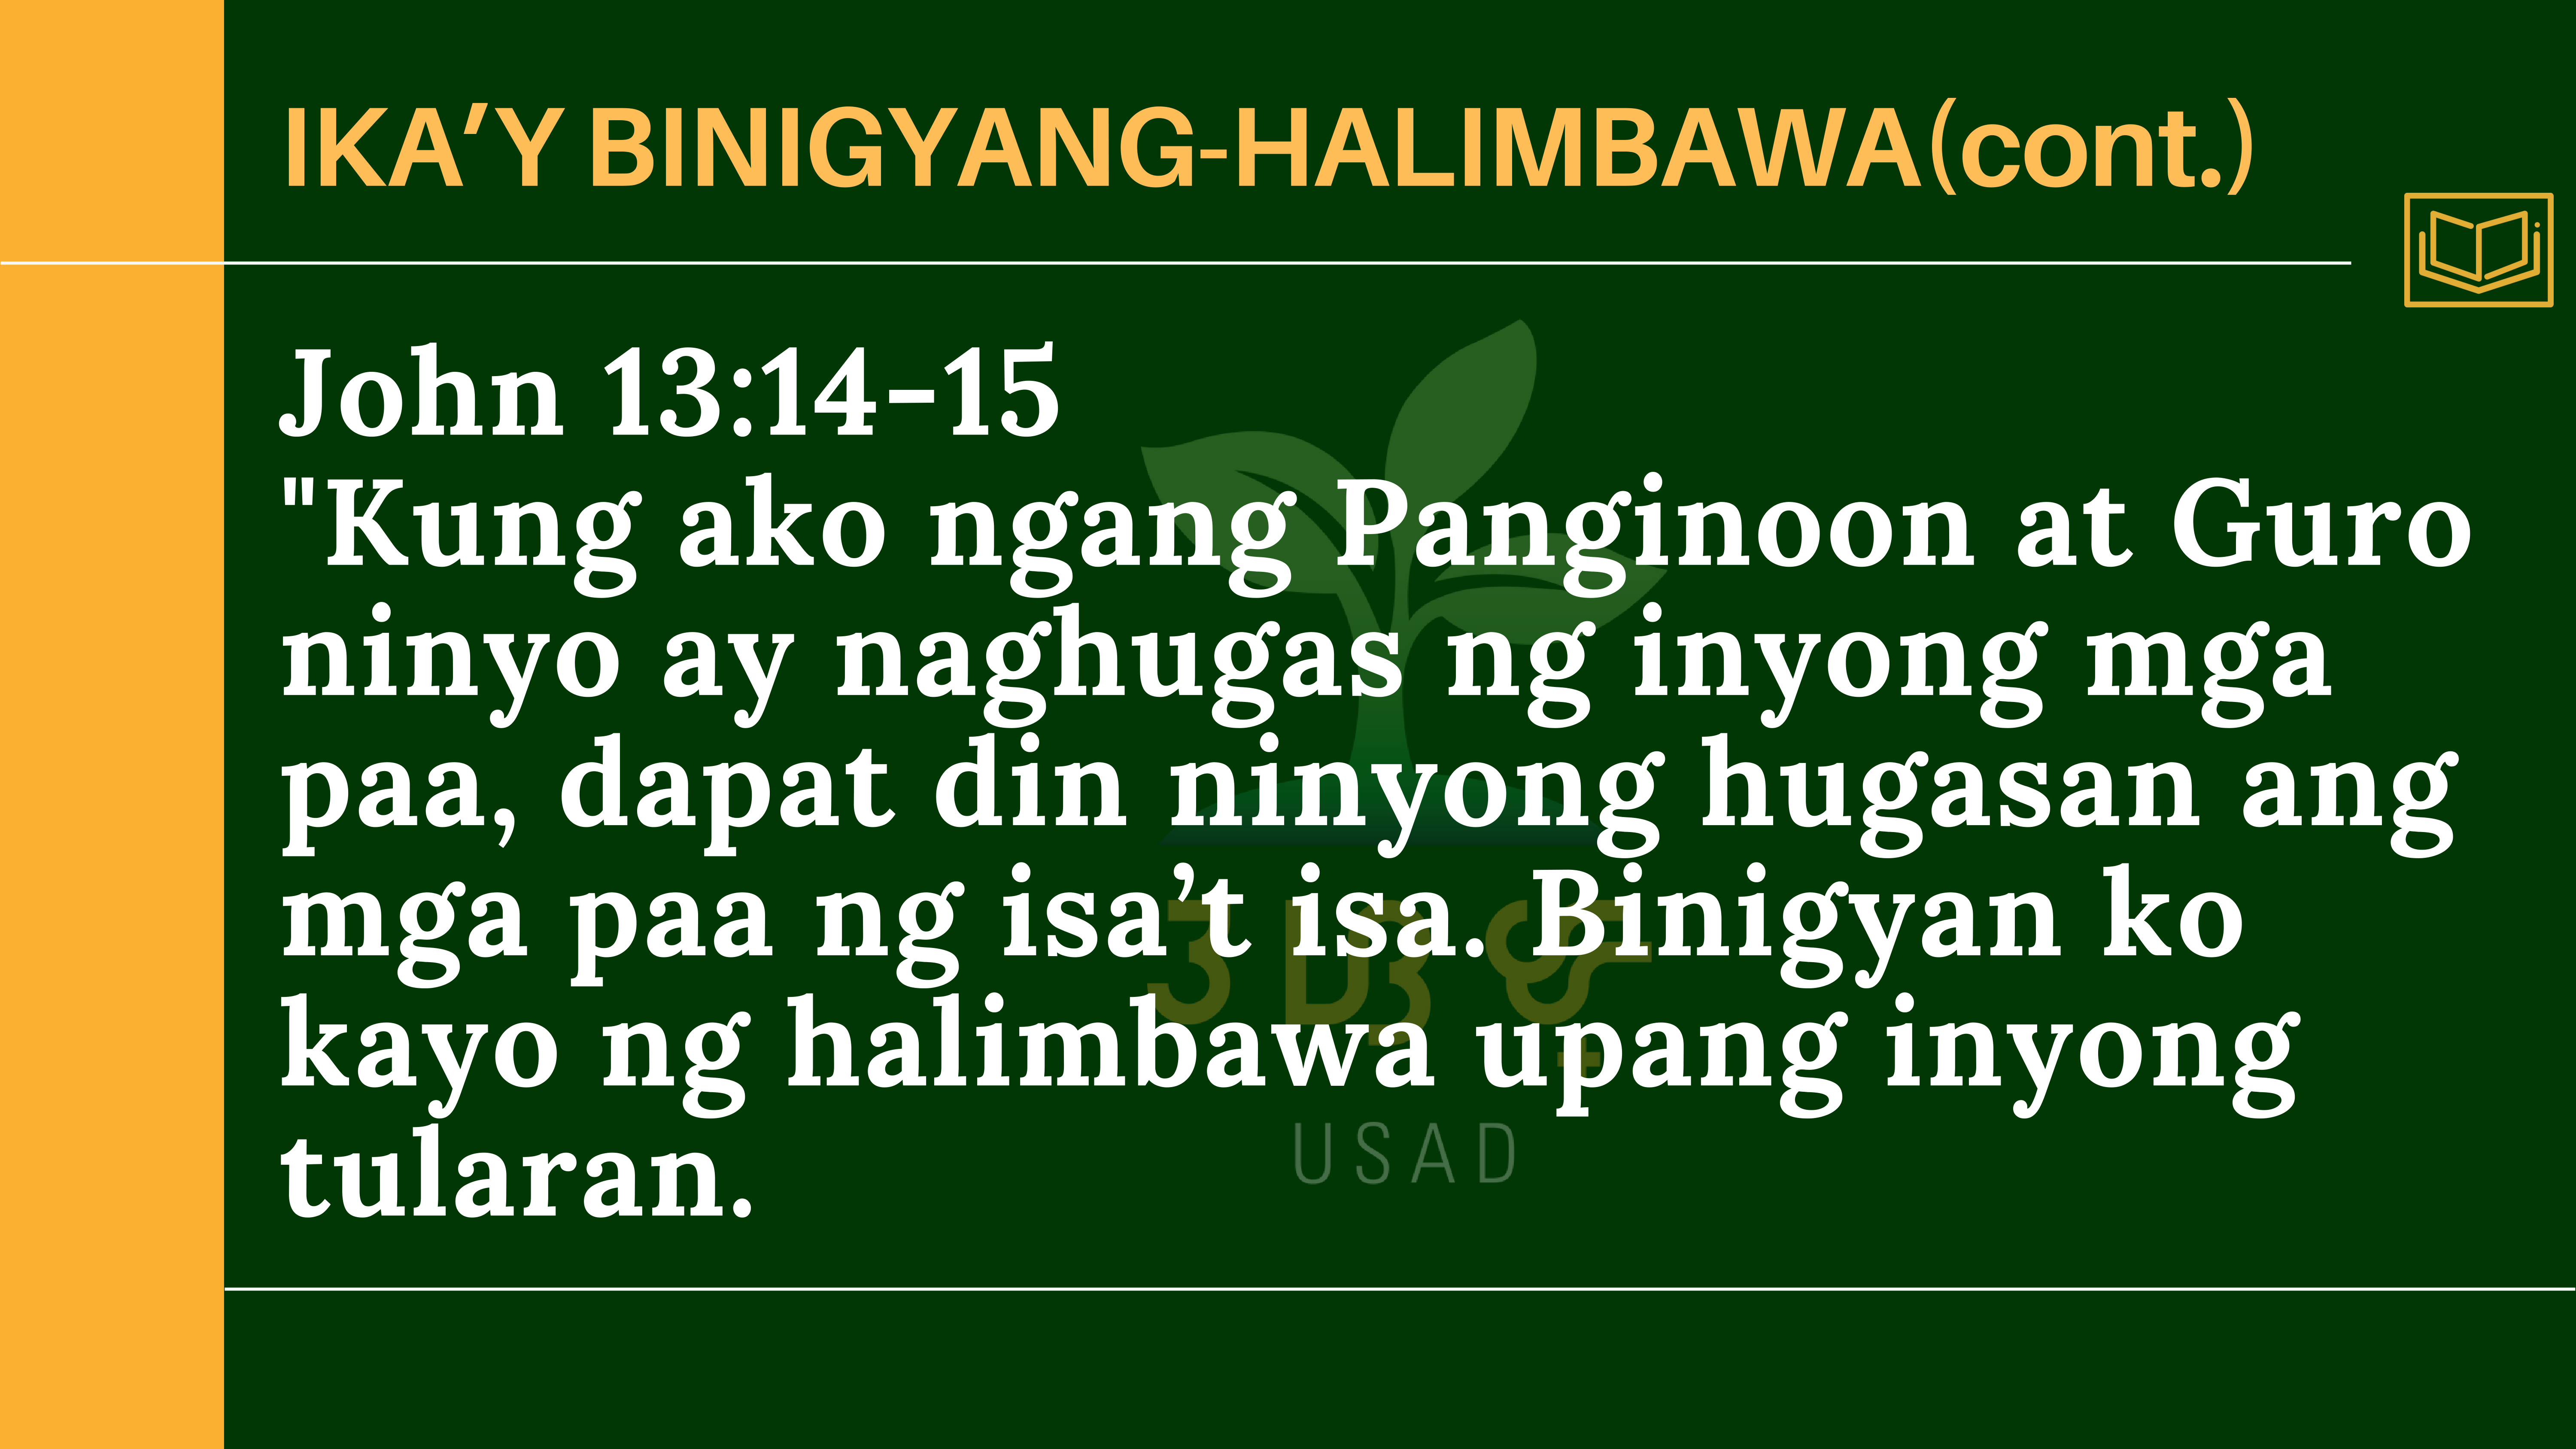 IKA’Y BINIGYANG-HALIMBAWA(cont.)
John 13:14-15
"Kung ako ngang Panginoon at Guro
ninyo ay naghugas ng inyong mga
paa, dapat din ninyong hugasan ang
mga paa ng isa’t isa. Binigyan ko
kayo ng halimbawa upang inyong
tularan.
USAD